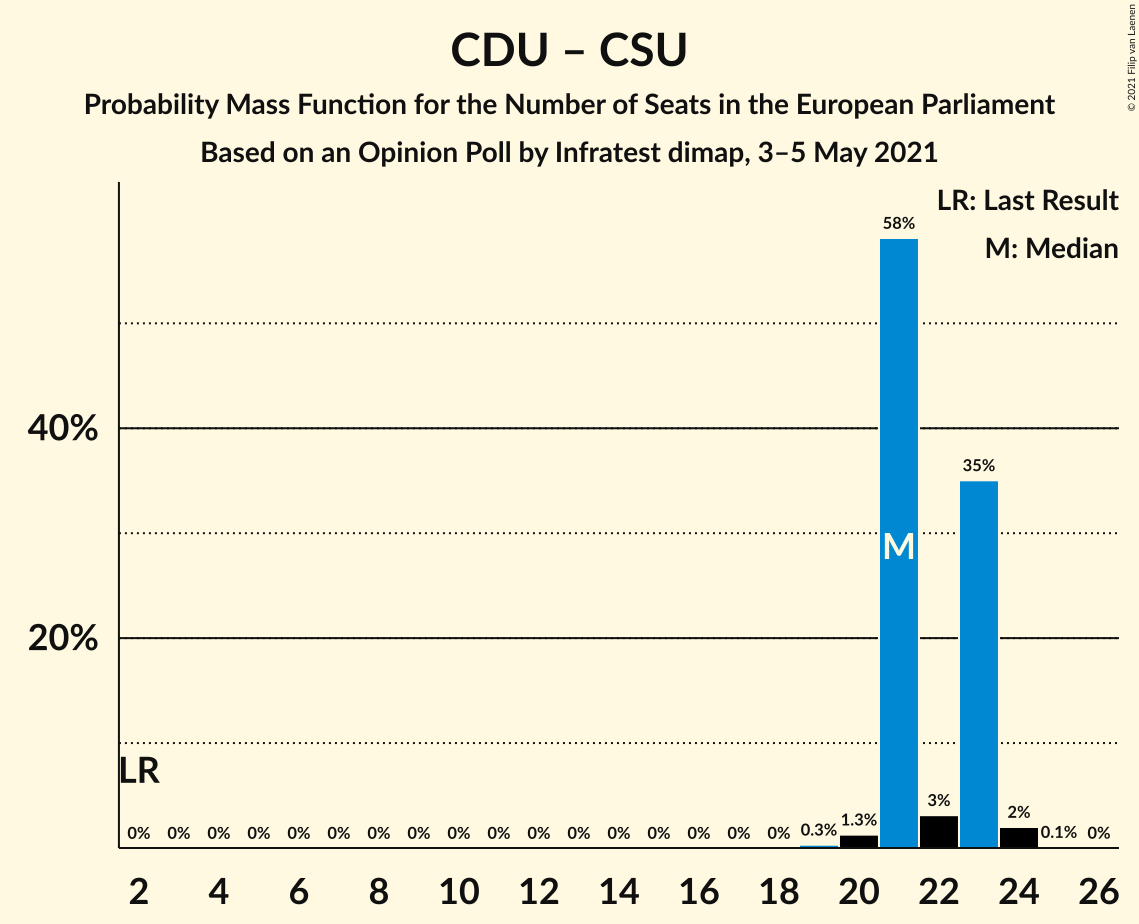 CDU – CSU
Probability Mass Function for the Number of Seats in the European Parliament
Based on an Opinion Poll by Infratest dimap, 3–5 May 2021
© 2021 Filip van Laenen
LR: Last Result
M: Median
58%
40%
35%
M
20%
LR
0% 0% 0% 0% 0% 0% 0% 0% 0% 0% 0% 0% 0% 0% 0% 0% 0% 0.3% 1.3% 3% 2% 0.1% 0%
2 4 6 8 10 12 14 16 18 20 22 24 26